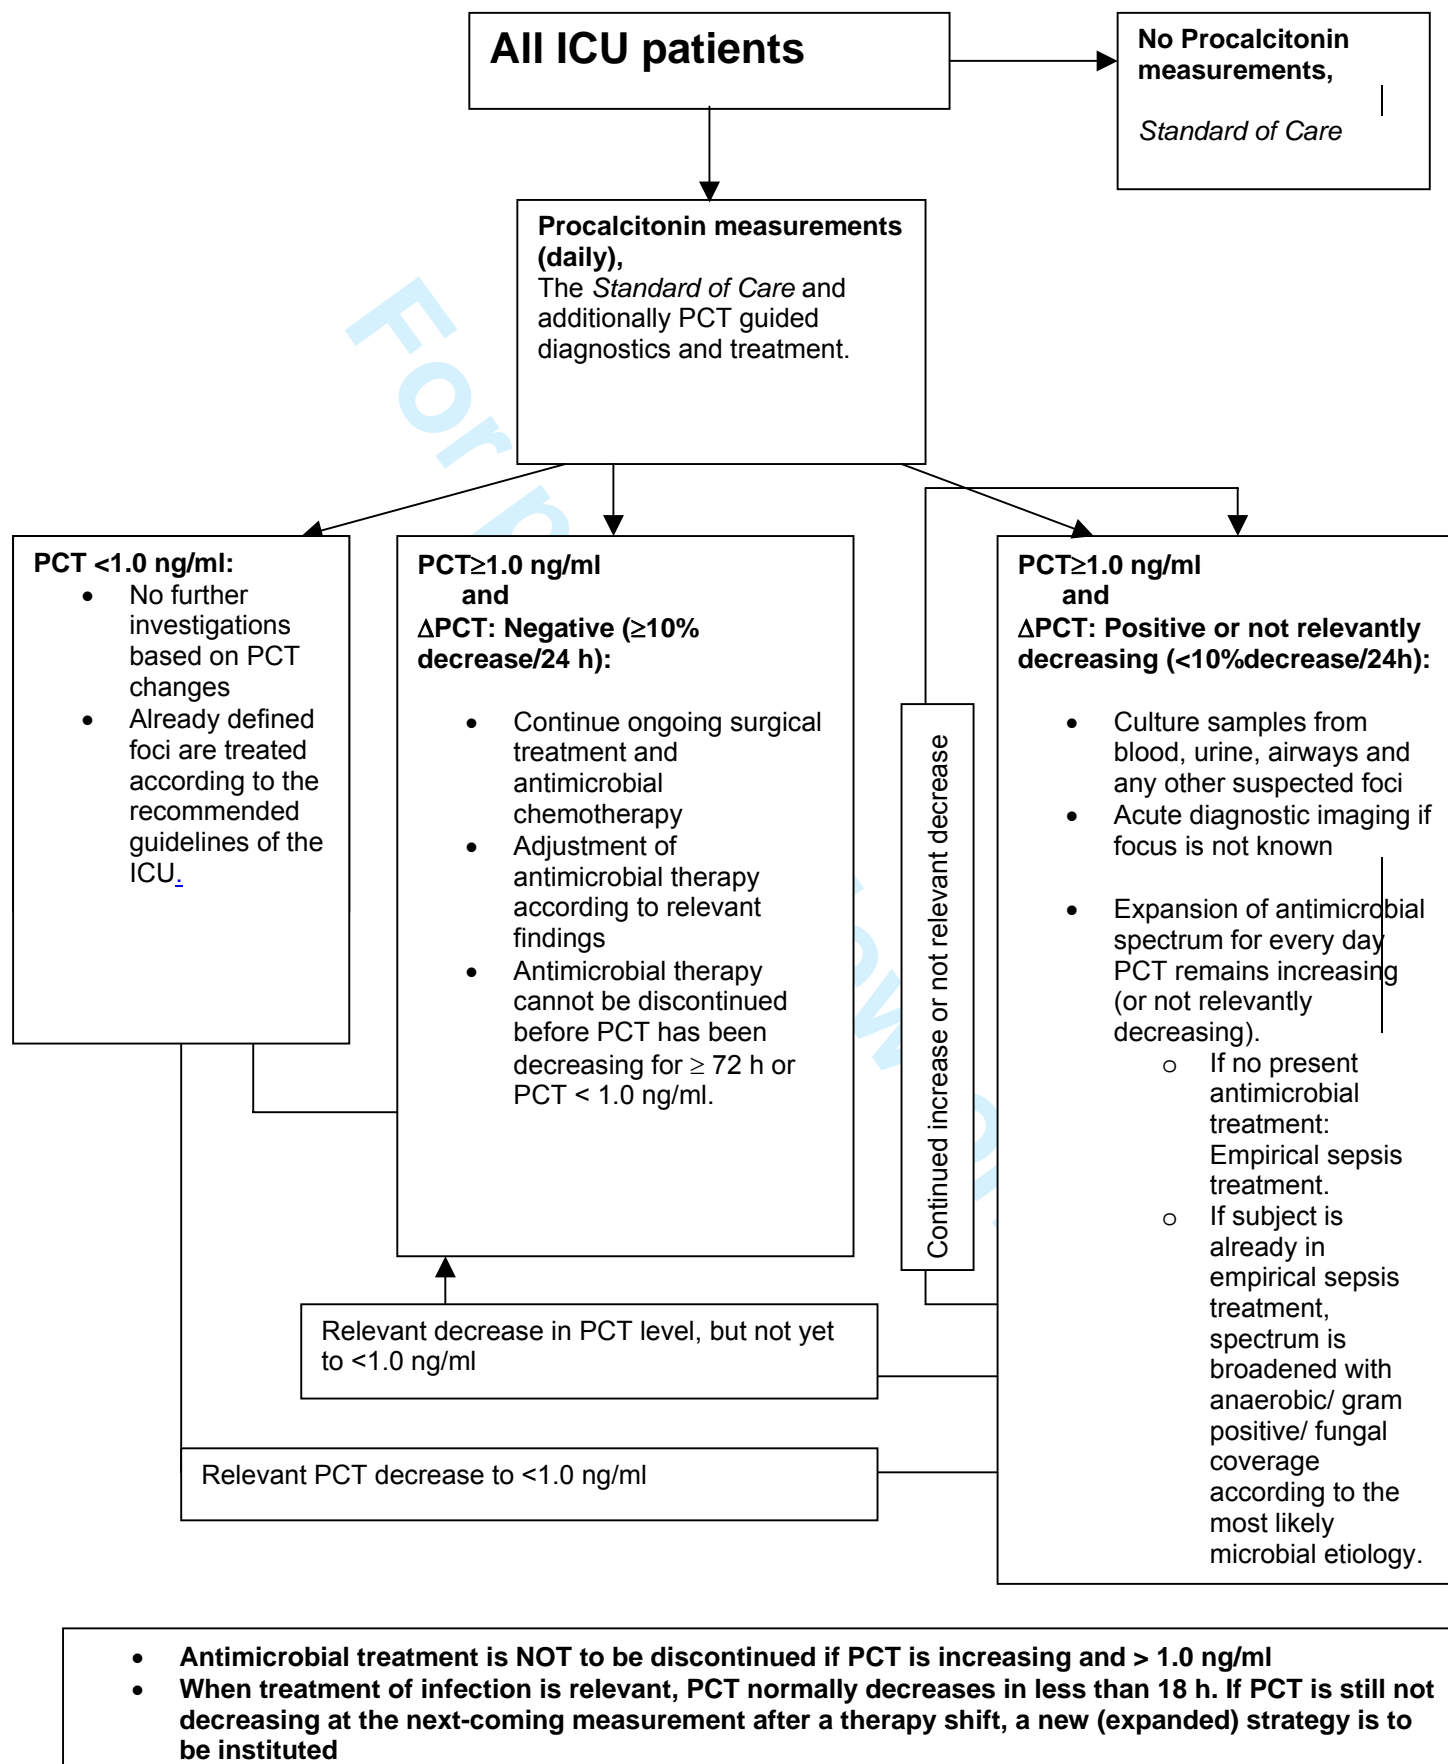 All ICU patients
No Procalcitonin
measurements,
Standard of Care
Procalcitonin measurements
(daily),
The Standard of Care and
additionally PCT guided
diagnostics and treatment.
PCT <1.0 ng/ml:
• No further
investigations
based on PCT
changes
• Already defined
foci are treated
according to the
recommended
guidelines of the
ICU.
PCT≥1.0 ng/ml
and
ΔPCT: Negative (≥10%
decrease/24 h):
• Continue ongoing surgical
treatment and
antimicrobial
chemotherapy
• Adjustment of
antimicrobial therapy
according to relevant
findings
• Antimicrobial therapy
cannot be discontinued
before PCT has been
decreasing for ≥ 72 h or
PCT < 1.0 ng/ml.
Continued increase or not relevant decrease
PCT≥1.0 ng/ml
and
ΔPCT: Positive or not relevantly
decreasing (<10%decrease/24h):
• Culture samples from
blood, urine, airways and
any other suspected foci
• Acute diagnostic imaging if
focus is not known
• Expansion of antimicrobial
spectrum for every day
PCT remains increasing
(or not relevantly
decreasing).
o If no present
antimicrobial
treatment:
Empirical sepsis
treatment.
o If subject is
already in
empirical sepsis
treatment,
spectrum is
broadened with
anaerobic/ gram
positive/ fungal
coverage
according to the
most likely
microbial etiology.
Relevant decrease in PCT level, but not yet
to <1.0 ng/ml
Relevant PCT decrease to <1.0 ng/ml
• Antimicrobial treatment is NOT to be discontinued if PCT is increasing and > 1.0 ng/ml
• When treatment of infection is relevant, PCT normally decreases in less than 18 h. If PCT is still not
decreasing at the next-coming measurement after a therapy shift, a new (expanded) strategy is to
be instituted
For